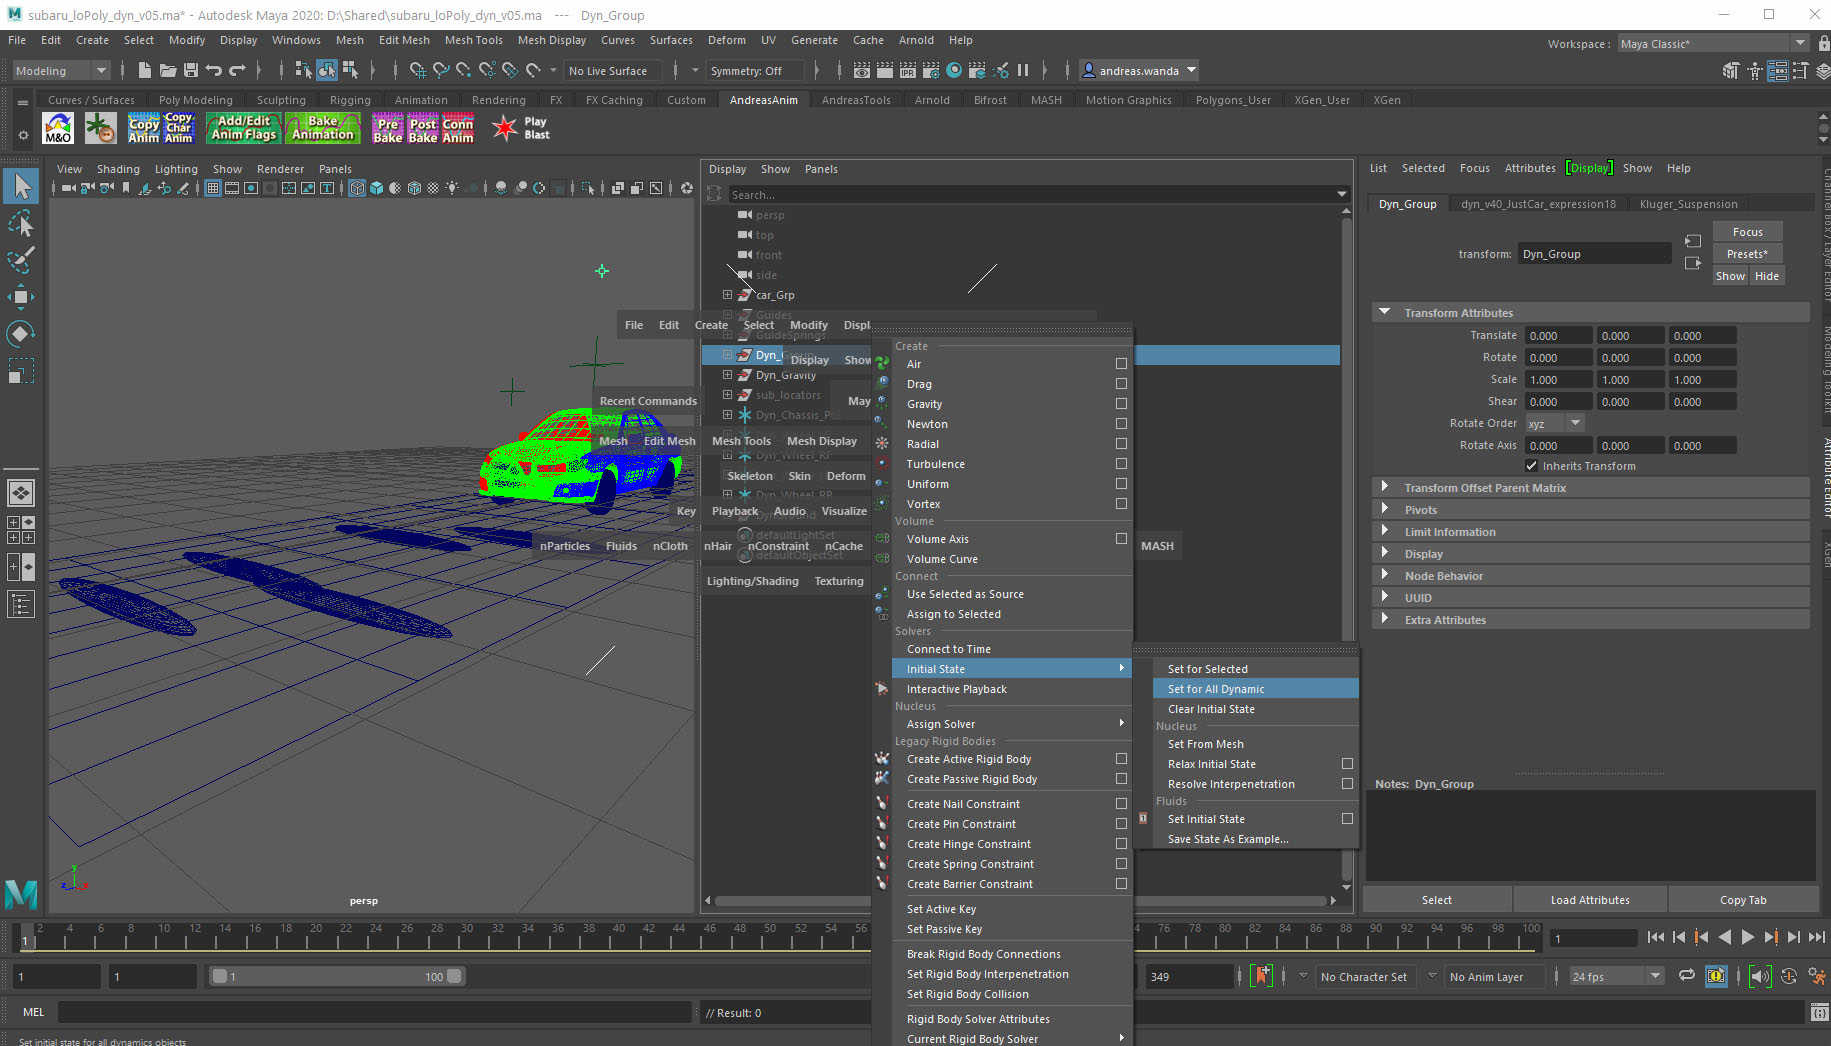 subaru_loPoly_dyn_v05.ma* - Autodesk Maya 2020: D:\Shared\subaru_loPoly_dyn_v05.ma --- Dyn_Group
File Edit Create Select Modify Display Windows Mesh Edit Mesh Mesh Tools Mesh Display Curves Surfaces Deform UV Generate Cache Arnold Help
Workspace : Maya Classic*
Modeling No Live Surface Symmetry: Off IPR andreas.wanda
Curves / Surfaces Poly Modeling Sculpting Rigging Animation Rendering FX FX Caching Custom AndreasAnim AndreasTools Arnold Bifrost MASH Motion Graphics Polygons_User XGen_User XGen
M&O
Copy Anim
Copy Char Anim
Add/Edit Anim Flags
Bake Animation
Pre Bake
Post Bake
Conn Anim
Play Blast
View Shading Lighting Show Renderer Panels
persp
Display Show Panels
Search...
persp
top
front
side
car_Grp
Guides
GuideSprings
Dyn_
Dyn_Gravity
sub_locators
Dyn_Chassis_
Dyn_Wheel_RF
Dyn_Wheel_RR
defaultLightSet
defaultObjectSet
File Edit Create Select Modify Displ
Display Show
Recent Commands
May
Mesh Edit Mesh Mesh Tools Mesh Display
Skeleton Skin Deform
Key Playback Audio Visualize
nParticles Fluids nCloth nHair nConstraint nCache MASH
Lighting/Shading Texturing
Create
Air
Drag
Gravity
Newton
Radial
Turbulence
Uniform
Vortex
Volume
Volume Axis
Volume Curve
Connect
Use Selected as Source
Assign to Selected
Solvers
Connect to Time
Initial State
Interactive Playback
Nucleus
Assign Solver
Legacy Rigid Bodies
Create Active Rigid Body
Create Passive Rigid Body
Create Nail Constraint
Create Pin Constraint
Create Hinge Constraint
Create Spring Constraint
Create Barrier Constraint
Set Active Key
Set Passive Key
Break Rigid Body Connections
Set Rigid Body Interpenetration
Set Rigid Body Collision
Rigid Body Solver Attributes
Current Rigid Body Solver
Set for Selected
Set for All Dynamic
Clear Initial State
Nucleus
Set From Mesh
Relax Initial State
Resolve Interpenetration
Fluids
Set Initial State
Save State As Example...
List Selected Focus Attributes [Display] Show Help
Dyn_Group dyn_v40_JustCar_expression18 Kluger_Suspension
Focus
transform: Dyn_Group Presets*
Show Hide
Transform Attributes
Translate 0.000 0.000 0.000
Rotate 0.000 0.000 0.000
Scale 1.000 1.000 1.000
Shear 0.000 0.000 0.000
Rotate Order xyz
Rotate Axis 0.000 0.000 0.000
Inherits Transform
Transform Offset Parent Matrix
Pivots
Limit Information
Display
Node Behavior
UUID
Extra Attributes
Notes: Dyn_Group
Select Load Attributes Copy Tab
Channel Box / Layer Editor
Modeling Toolkit
Attribute Editor
XGen
1 2 4 6 8 10 12 14 16 18 20 22 24 26 28 30 32 34 36 38 40 42 44 46 48 50 52 54 56 74 76 78 80 82 84 86 88 90 92 94 96 98 100 1
1 1 1 100 349 No Character Set No Anim Layer 24 fps
MEL // Result: 0
Set initial state for all dynamics objects